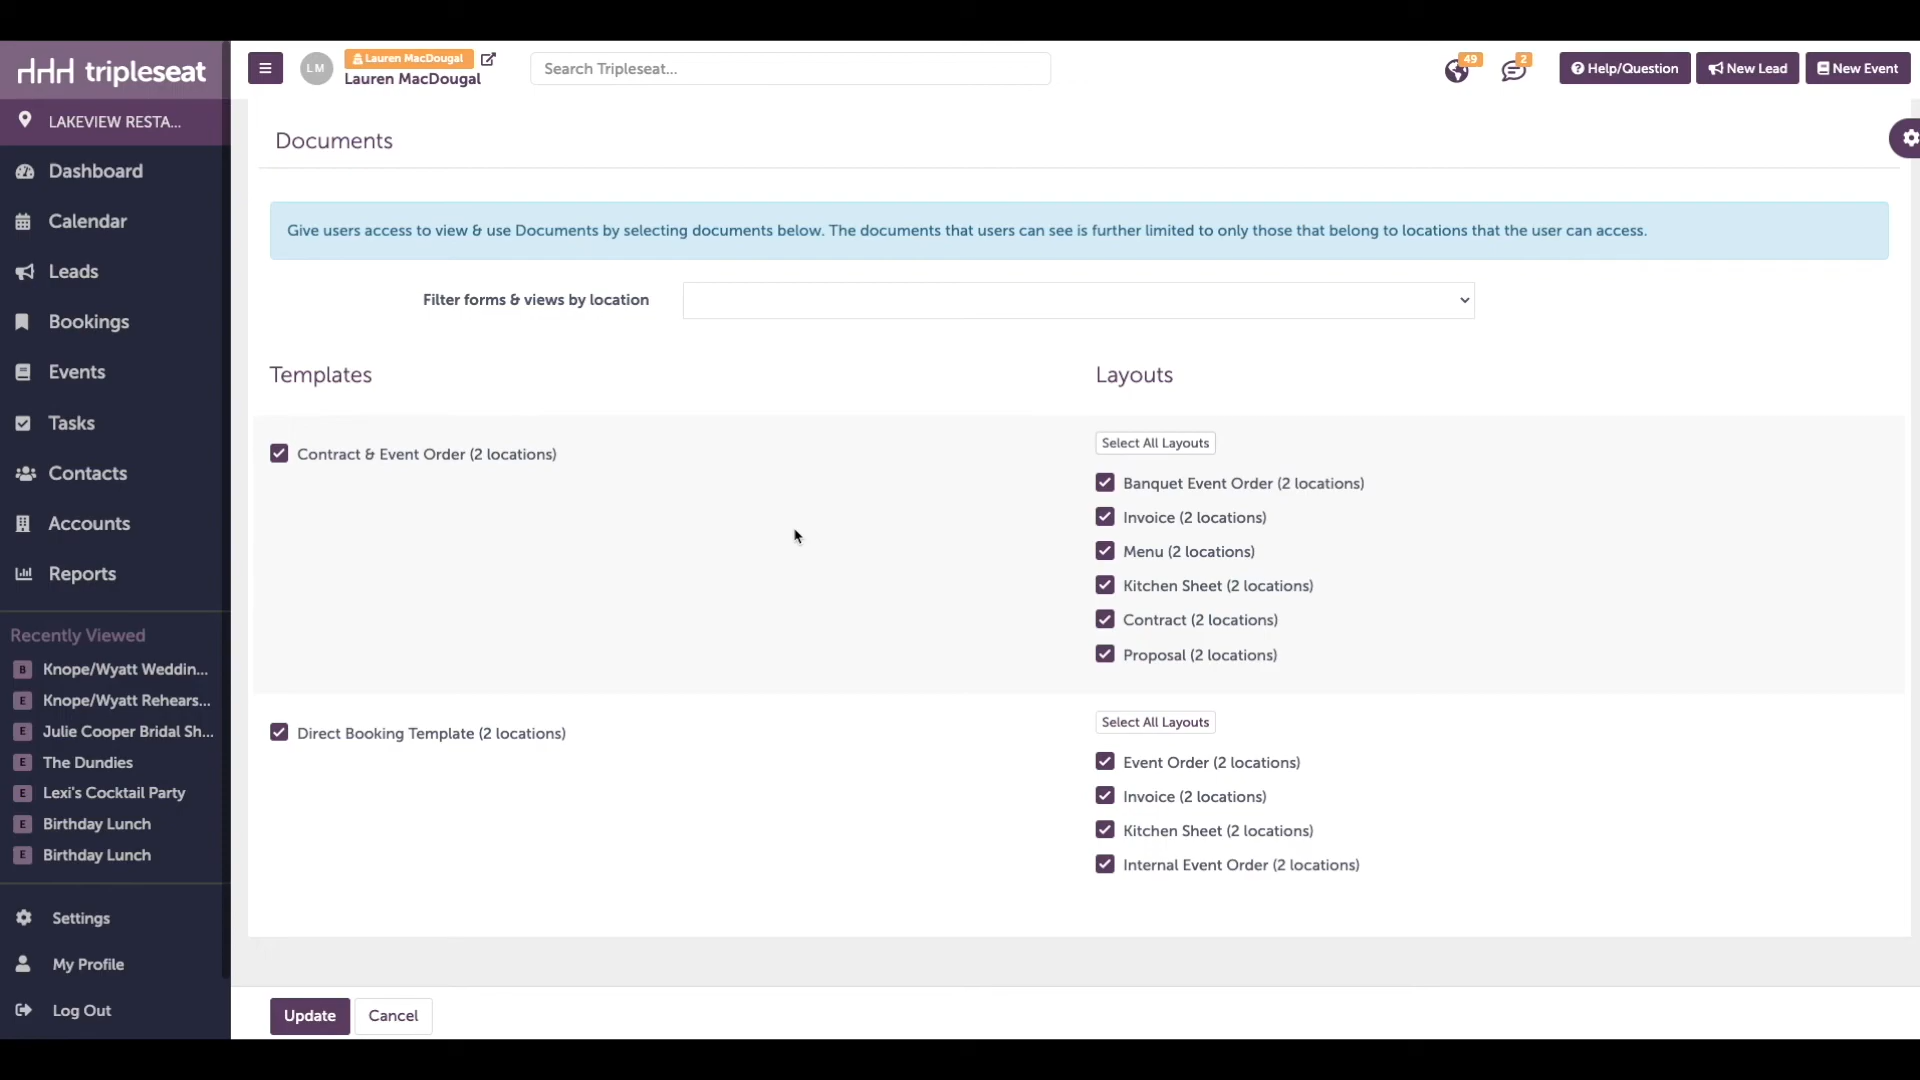 tripleseat
LM
Lauren MacDougal
Lauren MacDougal
Search Tripleseat...
49
2
Help/Question
New Lead
New Event
LAKEVIEW RESTA...
Dashboard
Calendar
Leads
Bookings
Events
Tasks
Contacts
Accounts
Reports
Recently Viewed
B Knope/Wyatt Weddin...
E Knope/Wyatt Rehears...
E Julie Cooper Bridal Sh...
E The Dundies
E Lexi's Cocktail Party
E Birthday Lunch
E Birthday Lunch
Settings
My Profile
Log Out
Documents
Give users access to view & use Documents by selecting documents below. The documents that users can see is further limited to only those that belong to locations that the user can access.
Filter forms & views by location
Templates
Layouts
Contract & Event Order (2 locations)
Select All Layouts
Banquet Event Order (2 locations)
Invoice (2 locations)
Menu (2 locations)
Kitchen Sheet (2 locations)
Contract (2 locations)
Proposal (2 locations)
Direct Booking Template (2 locations)
Select All Layouts
Event Order (2 locations)
Invoice (2 locations)
Kitchen Sheet (2 locations)
Internal Event Order (2 locations)
Update
Cancel